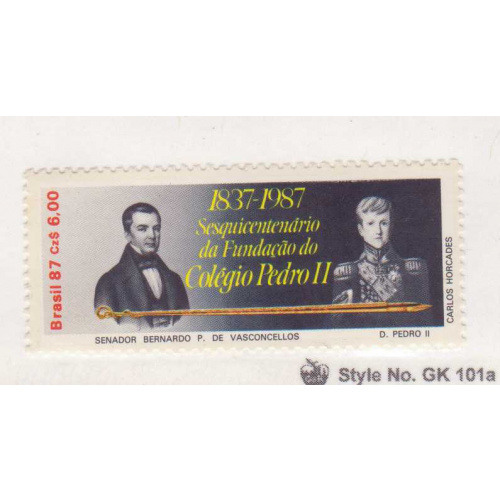 Brasil 87 Cz$ 6,00
1837-1987
Sesquicentenário
da Fundação do
Colégio Pedro II
SENADOR BERNARDO P. DE VASCONCELLOS
D. PEDRO II
CARLOS HORCADES
Style No. GK 101a